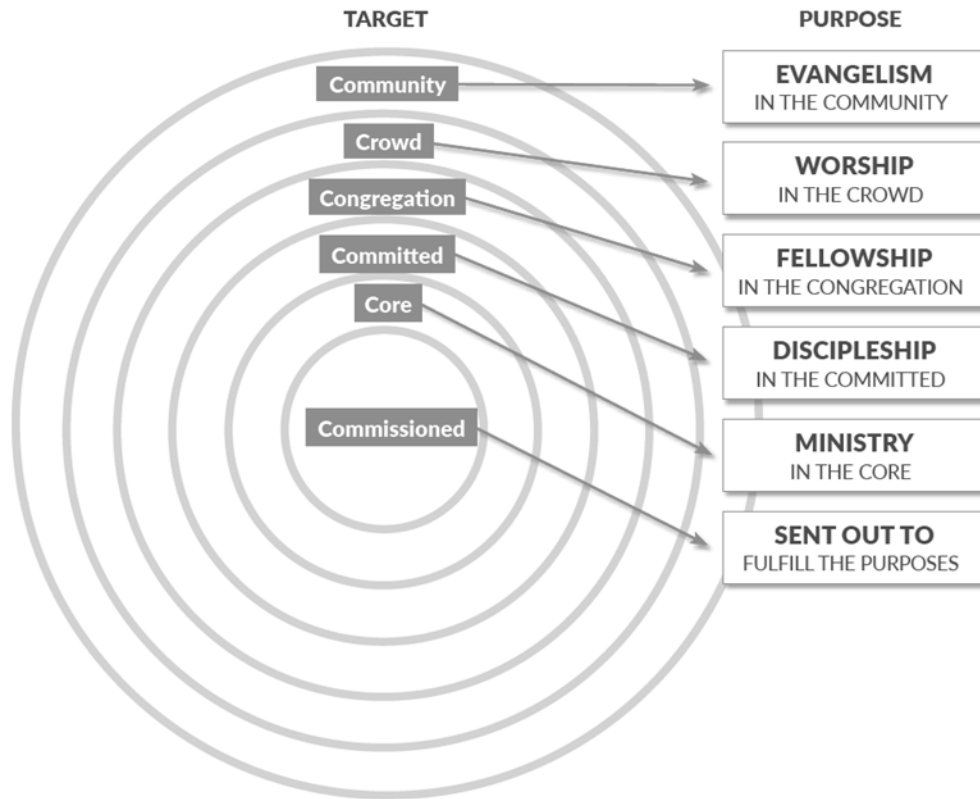 TARGET
PURPOSE
Community
EVANGELISM
IN THE COMMUNITY
Crowd
WORSHIP
IN THE CROWD
Congregation
FELLOWSHIP
IN THE CONGREGATION
Committed
DISCIPLESHIP
IN THE COMMITTED
Core
MINISTRY
IN THE CORE
Commissioned
SENT OUT TO
FULFILL THE PURPOSES